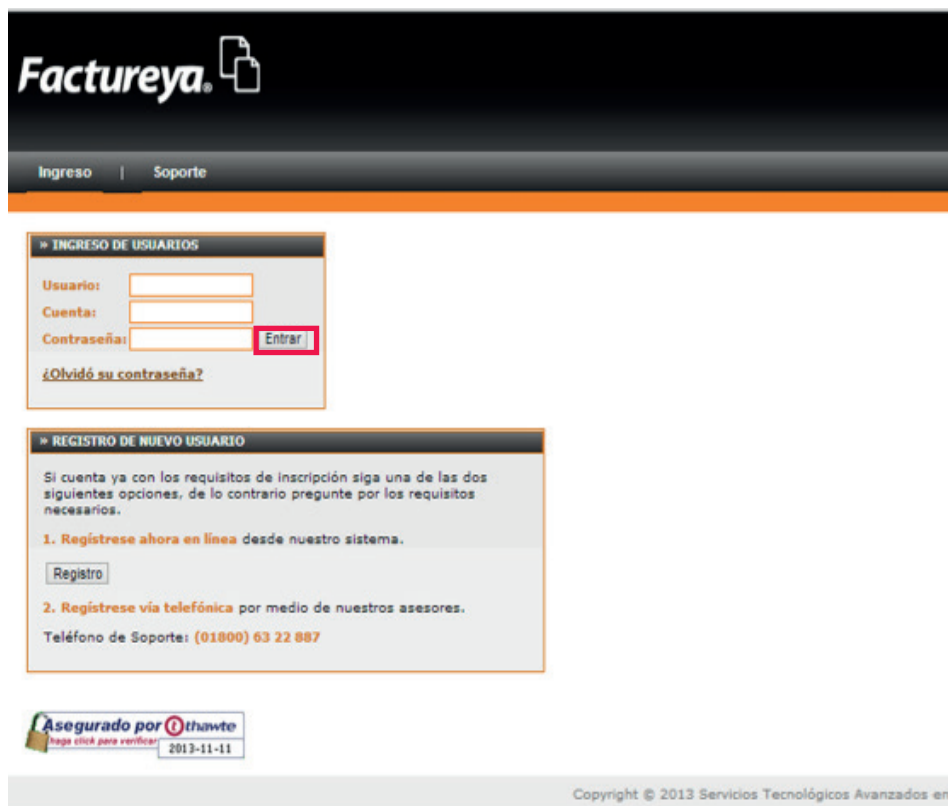 Factureya.®
Ingreso | Soporte
» INGRESO DE USUARIOS
Usuario:
Cuenta:
Contraseña: Entrar
¿Olvidó su contraseña?
» REGISTRO DE NUEVO USUARIO
Si cuenta ya con los requisitos de inscripción siga una de las dos
siguientes opciones, de lo contrario pregunte por los requisitos
necesarios.
1. Regístrese ahora en línea desde nuestro sistema.
Registro
2. Regístrese vía telefónica por medio de nuestros asesores.
Teléfono de Soporte: (01800) 63 22 887
Asegurado por thawte
haga click para verificar
2013-11-11
Copyright © 2013 Servicios Tecnológicos Avanzados en